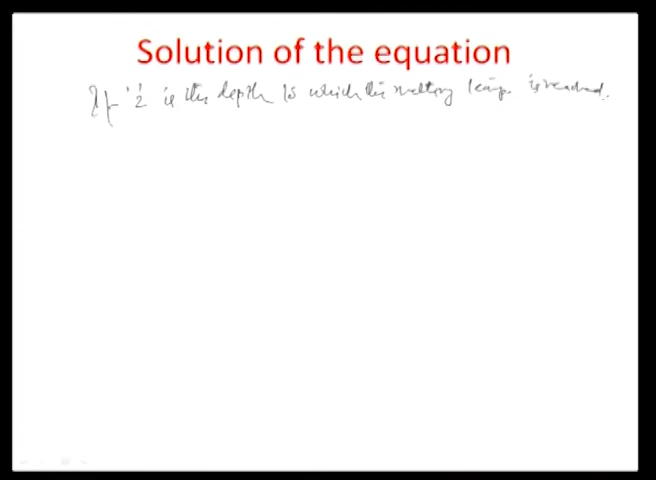 Solution of the equation
If 'z' is the depth to which the melting temp. is reached.